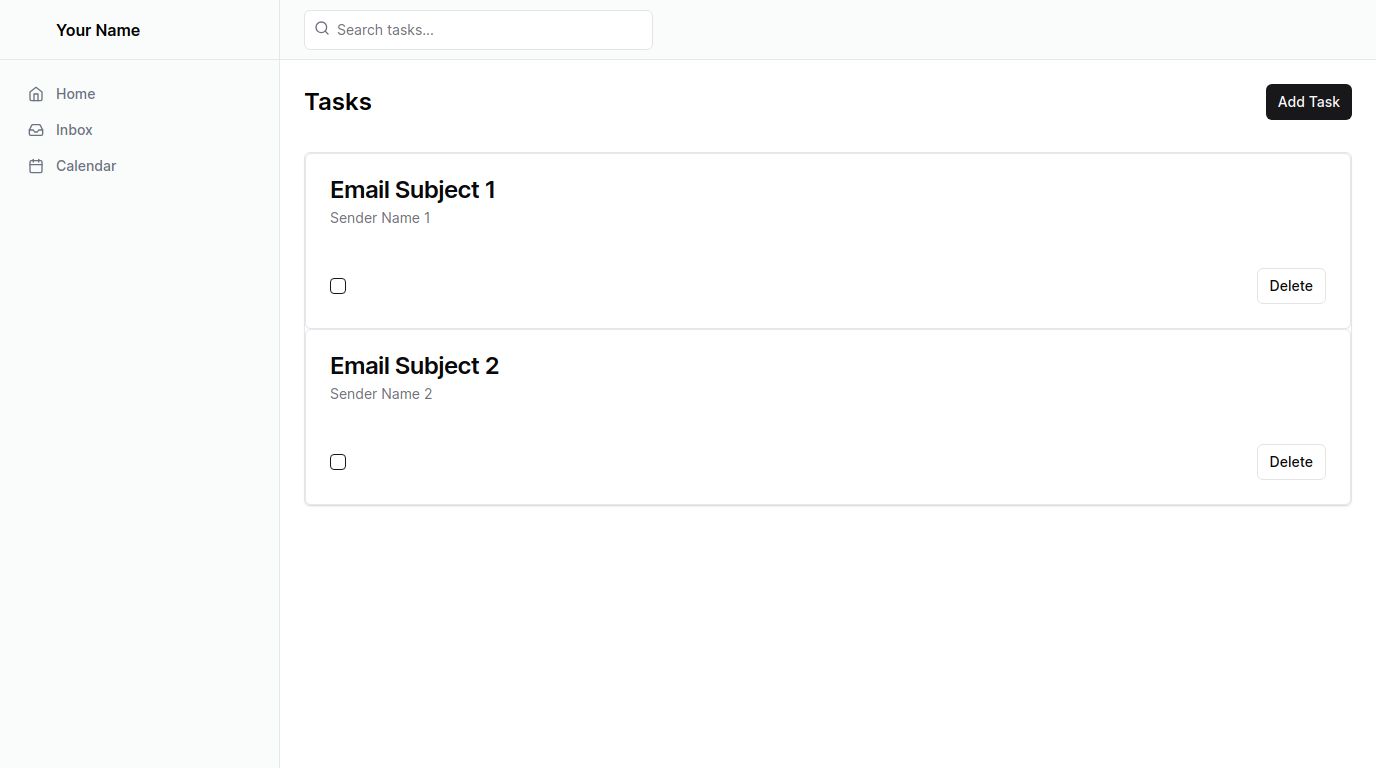 Your Name
Search tasks...
Home
Inbox
Calendar
Tasks
Add Task
Email Subject 1
Sender Name 1
Delete
Email Subject 2
Sender Name 2
Delete